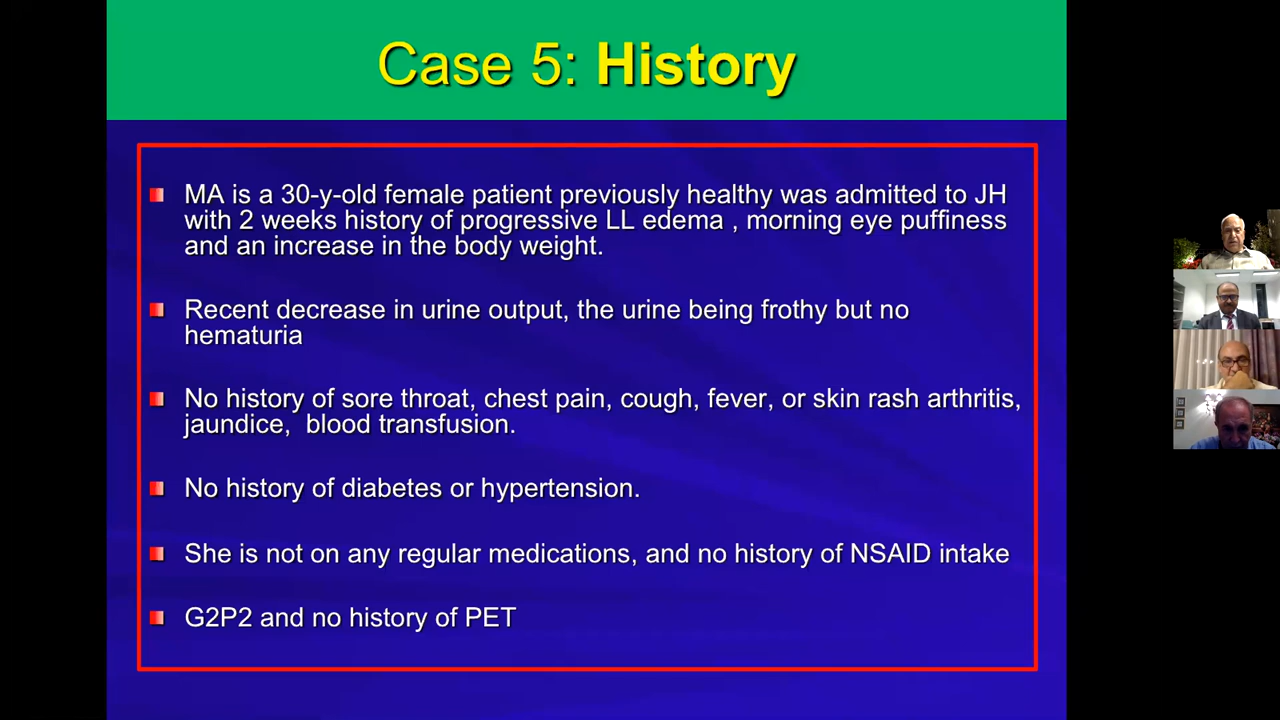 Case 5: History
MA is a 30-y-old female patient previously healthy was admitted to JH
with 2 weeks history of progressive LL edema , morning eye puffiness
and an increase in the body weight.
Recent decrease in urine output, the urine being frothy but no
hematuria
No history of sore throat, chest pain, cough, fever, or skin rash arthritis,
jaundice,  blood transfusion.
No history of diabetes or hypertension.
She is not on any regular medications, and no history of NSAID intake
G2P2 and no history of PET